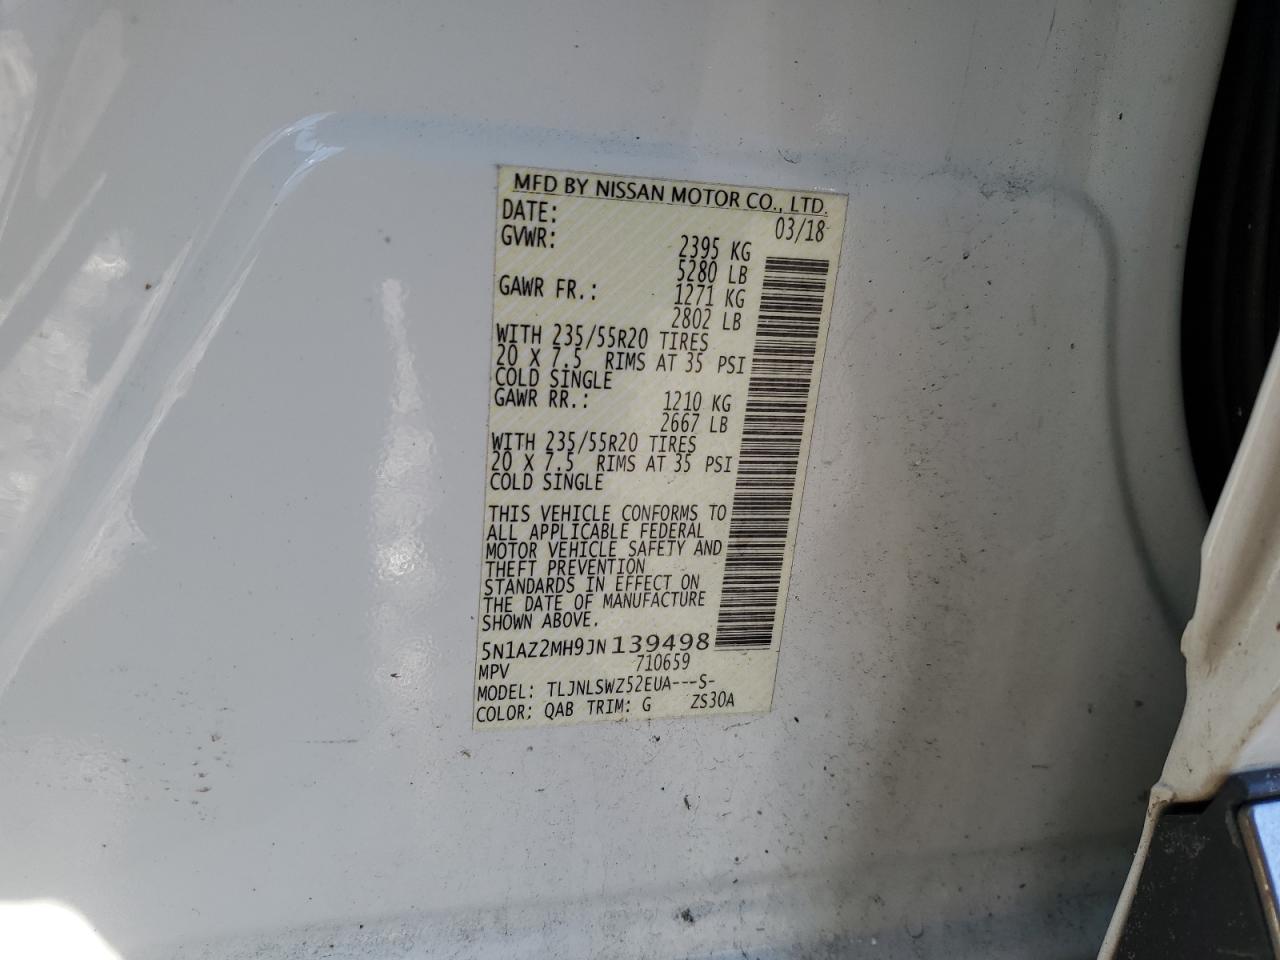 MFD BY NISSAN MOTOR CO., LTD.
DATE: 03/18
GVWR: 2395 KG
5280 LB
GAWR FR.: 1271 KG
2802 LB
WITH 235/55R20 TIRES
20 X 7.5 RIMS AT 35 PSI
COLD SINGLE
GAWR RR.: 1210 KG
2667 LB
WITH 235/55R20 TIRES
20 X 7.5 RIMS AT 35 PSI
COLD SINGLE
THIS VEHICLE CONFORMS TO
ALL APPLICABLE FEDERAL
MOTOR VEHICLE SAFETY AND
THEFT PREVENTION
STANDARDS IN EFFECT ON
THE DATE OF MANUFACTURE
SHOWN ABOVE.
5N1AZ2MH9JN139498
MPV 710659
MODEL: TLJNLSWZ52EUA---S-
COLOR: QAB TRIM: G ZS30A